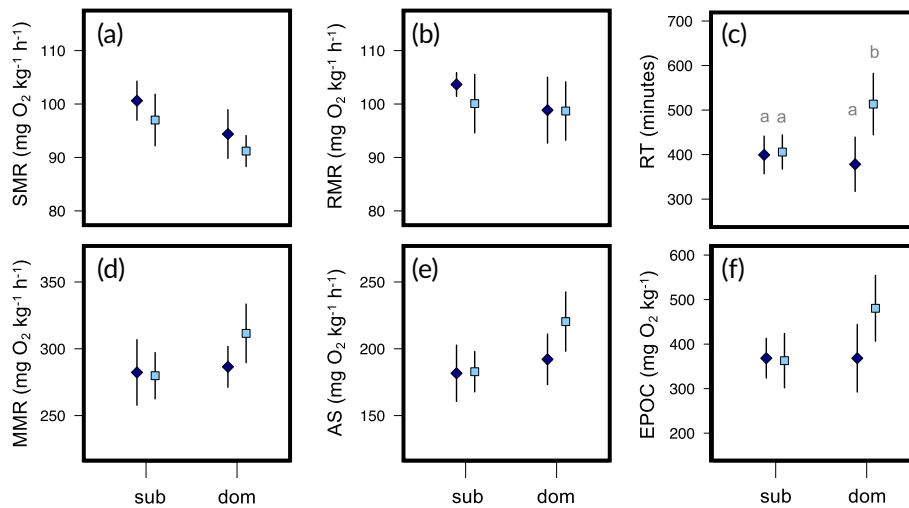 (a)
SMR (mg O₂ kg⁻¹ h⁻¹)
110
100
90
80
(b)
RMR (mg O₂ kg⁻¹ h⁻¹)
110
100
90
80
(c)
RT (minutes)
700
600
500
400
300
a a
a
b
(d)
MMR (mg O₂ kg⁻¹ h⁻¹)
350
300
250
sub dom
(e)
AS (mg O₂ kg⁻¹ h⁻¹)
250
200
150
sub dom
(f)
EPOC (mg O₂ kg⁻¹)
600
500
400
300
200
sub dom